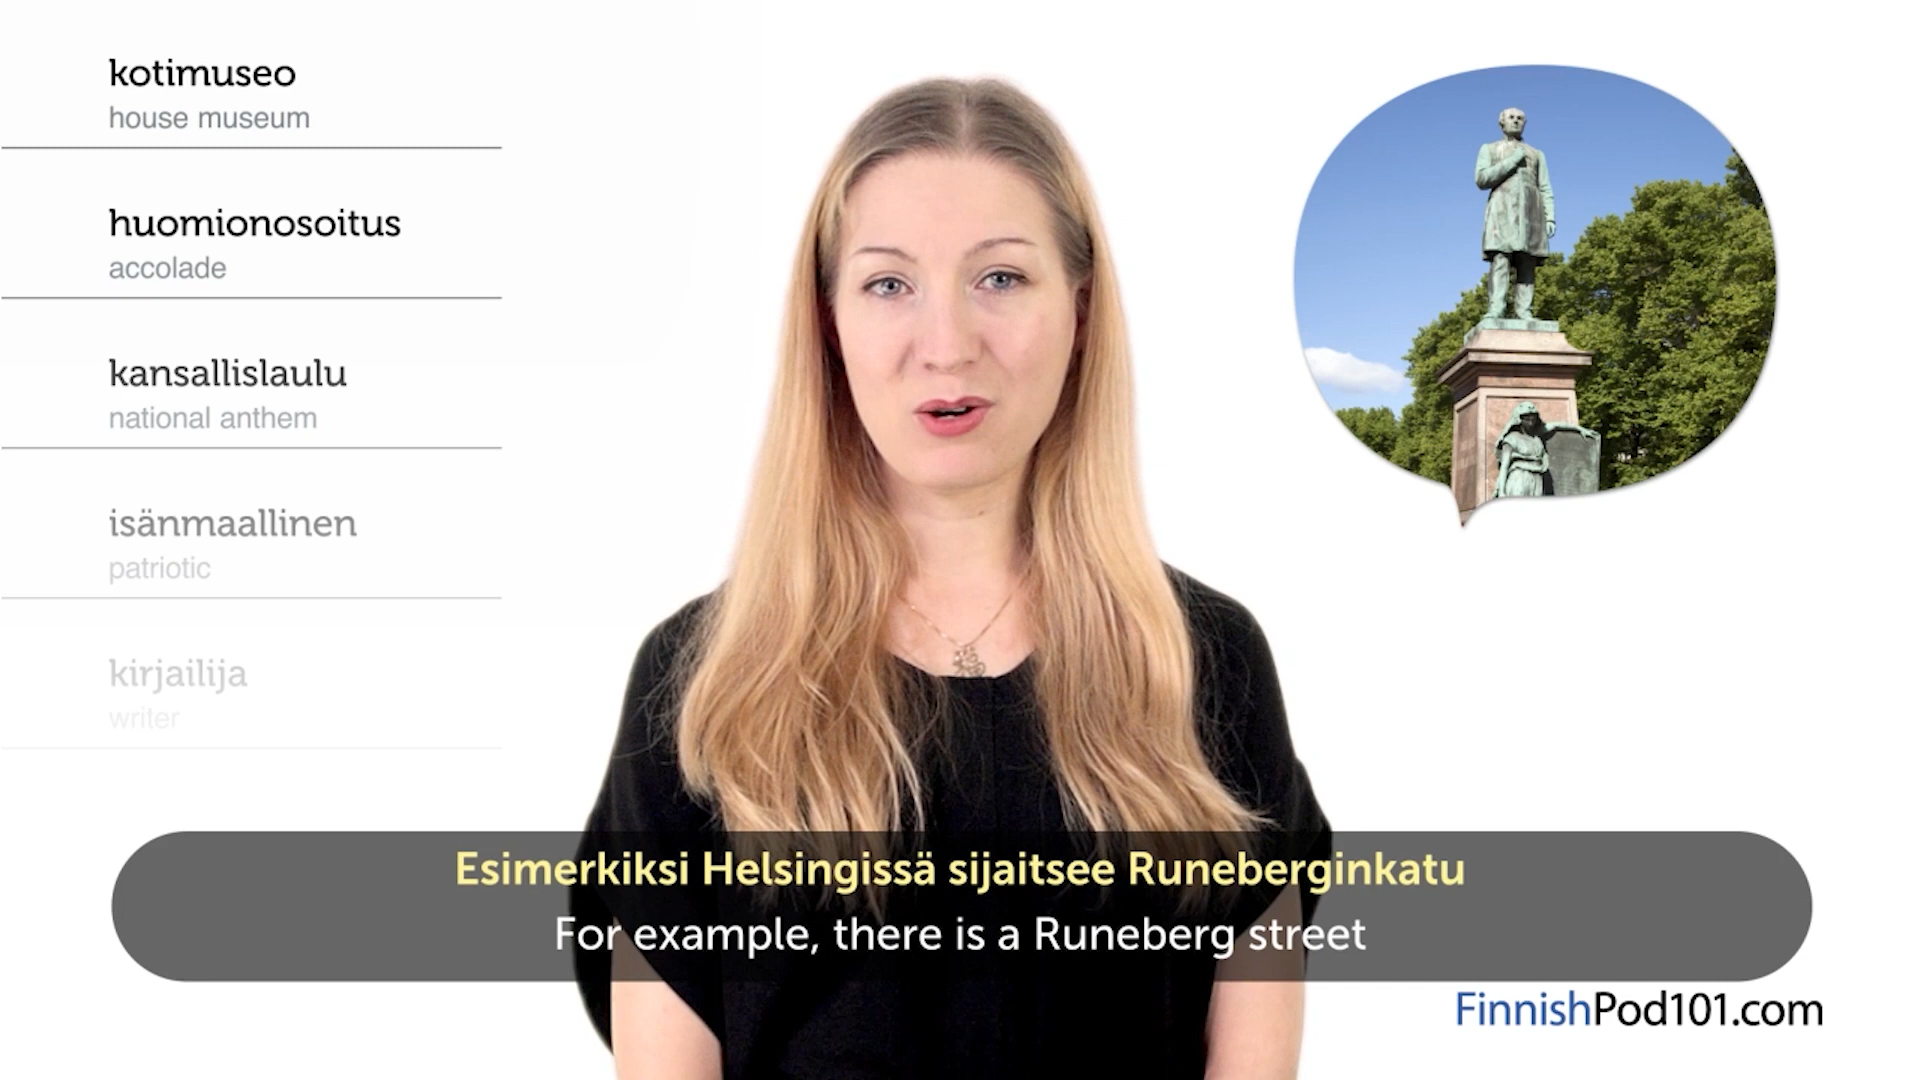 kotimuseo
house museum
huomionosoitus
accolade
kansallislaulu
national anthem
isänmaallinen
patriotic
kirjailija
writer
Esimerkiksi Helsingissä sijaitsee Runeberginkatu
For example, there is a Runeberg street
FinnishPod101.com